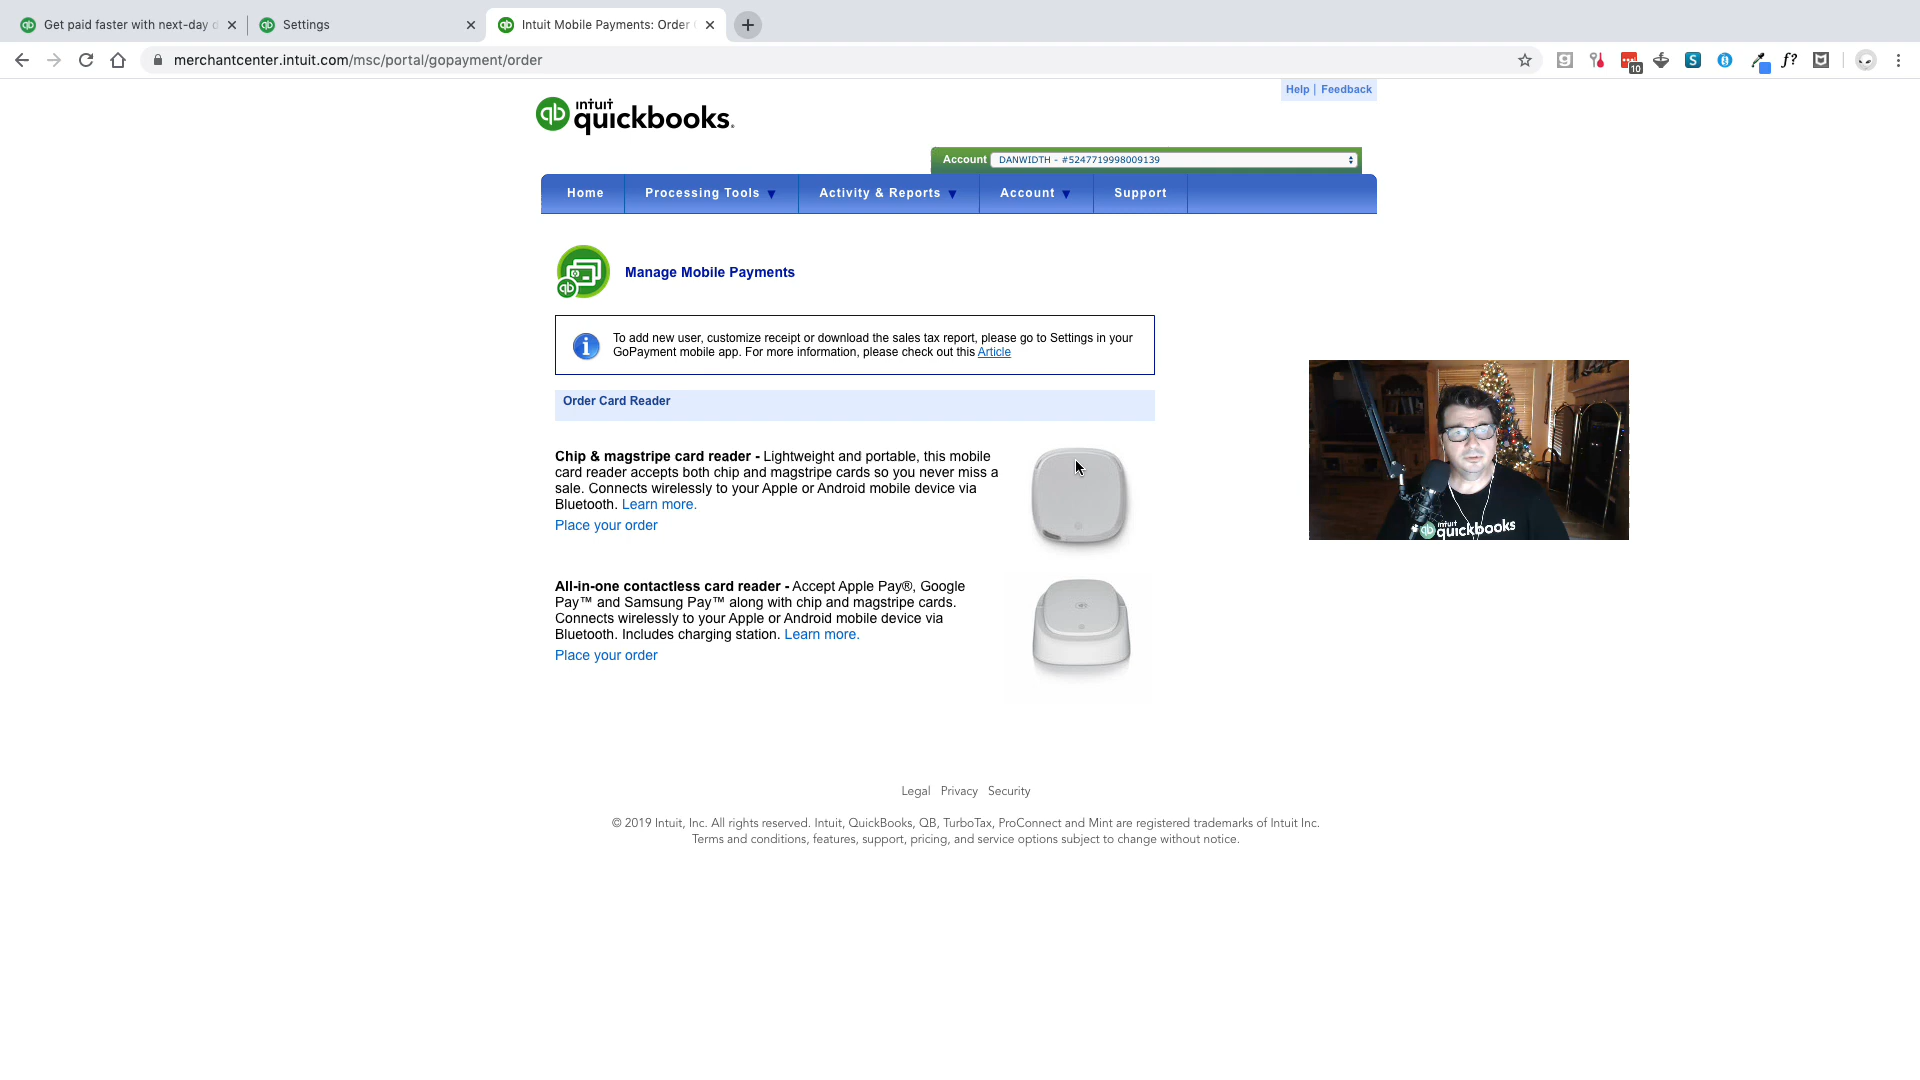 Get paid faster with next-day d
Settings
Intuit Mobile Payments: Order
merchantcenter.intuit.com/msc/portal/gopayment/order
10
S
f?
Help | Feedback
intuit
qb quickbooks.
Account DANWIDTH - #5247719998009139
Home Processing Tools ▼ Activity & Reports ▼ Account ▼ Support
qb
Manage Mobile Payments
i
To add new user, customize receipt or download the sales tax report, please go to Settings in your
GoPayment mobile app. For more information, please check out this Article
Order Card Reader
Chip & magstripe card reader - Lightweight and portable, this mobile
card reader accepts both chip and magstripe cards so you never miss a
sale. Connects wirelessly to your Apple or Android mobile device via
Bluetooth. Learn more.
Place your order
All-in-one contactless card reader - Accept Apple Pay®, Google
Pay™ and Samsung Pay™ along with chip and magstripe cards.
Connects wirelessly to your Apple or Android mobile device via
Bluetooth. Includes charging station. Learn more.
Place your order
intuit
qb quickbooks
Legal Privacy Security
© 2019 Intuit, Inc. All rights reserved. Intuit, QuickBooks, QB, TurboTax, ProConnect and Mint are registered trademarks of Intuit Inc.
Terms and conditions, features, support, pricing, and service options subject to change without notice.